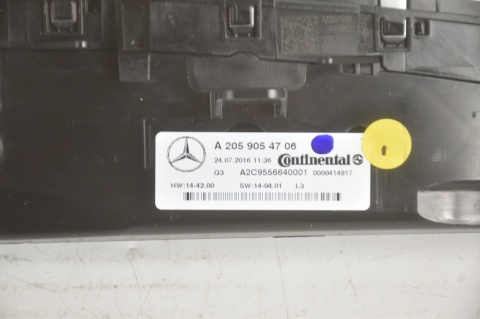 A 205 905 47 06
24.07.2016 11:36 Continental
Q3 A2C9556640001 0000414917
HW:14-42.00 SW:14-04.01 L3